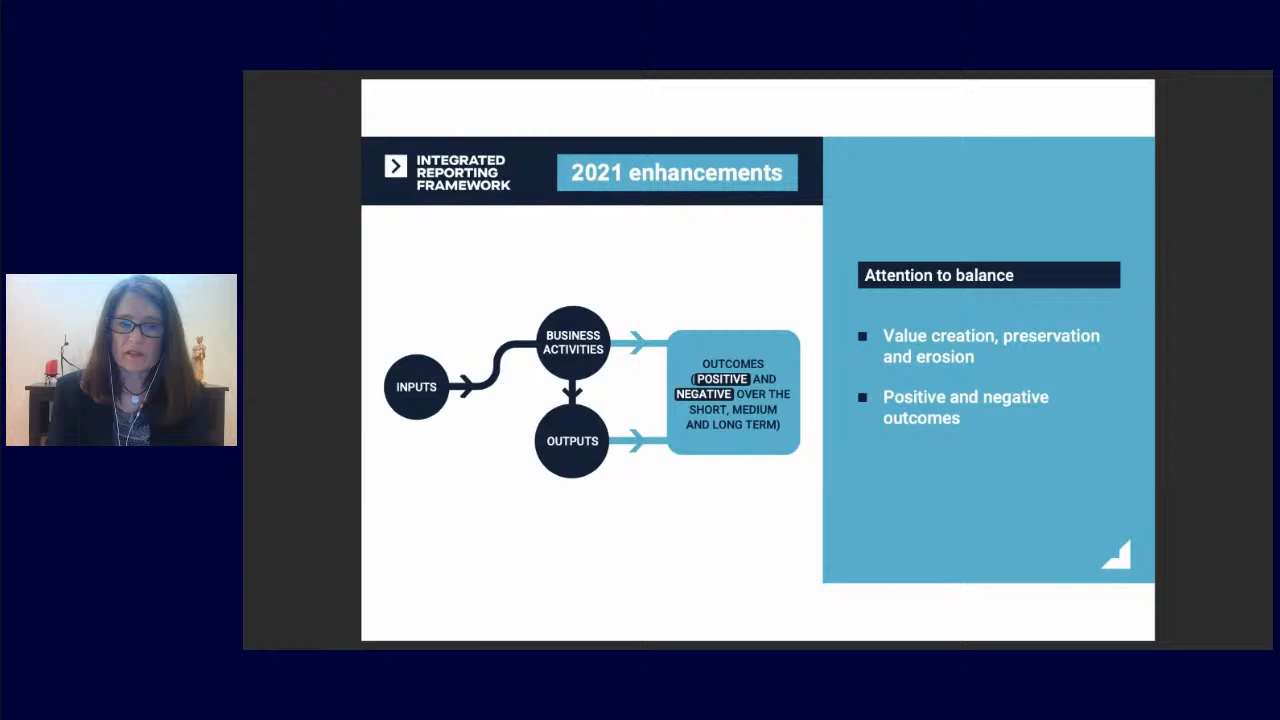 INTEGRATED
REPORTING
FRAMEWORK
2021 enhancements
INPUTS
BUSINESS
ACTIVITIES
OUTPUTS
OUTCOMES
(POSITIVE AND
NEGATIVE OVER THE
SHORT, MEDIUM
AND LONG TERM)
Attention to balance
Value creation, preservation
and erosion
Positive and negative
outcomes